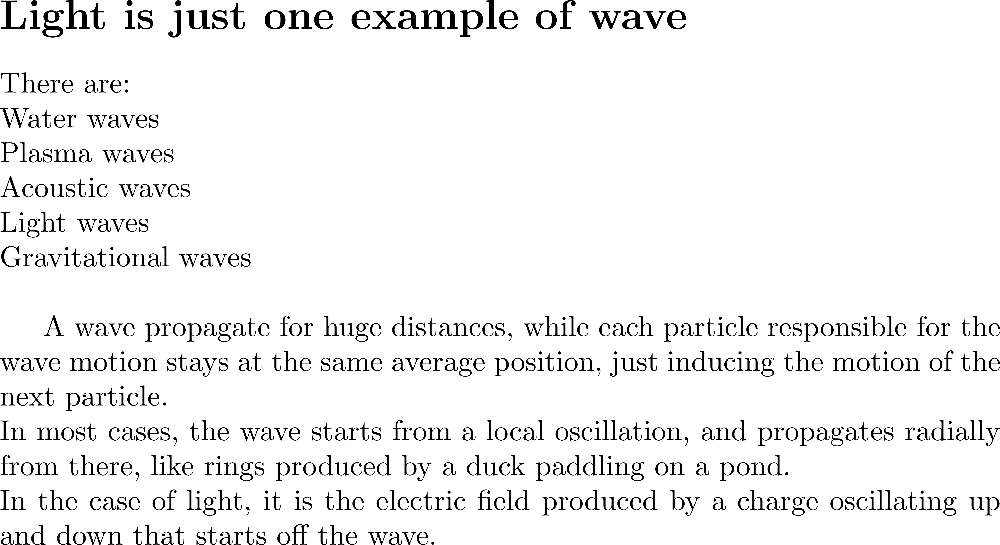 Light is just one example of wave
There are:
Water waves
Plasma waves
Acoustic waves
Light waves
Gravitational waves
A wave propagate for huge distances, while each particle responsible for the
wave motion stays at the same average position, just inducing the motion of the
next particle.
In most cases, the wave starts from a local oscillation, and propagates radially
from there, like rings produced by a duck paddling on a pond.
In the case of light, it is the electric field produced by a charge oscillating up
and down that starts off the wave.